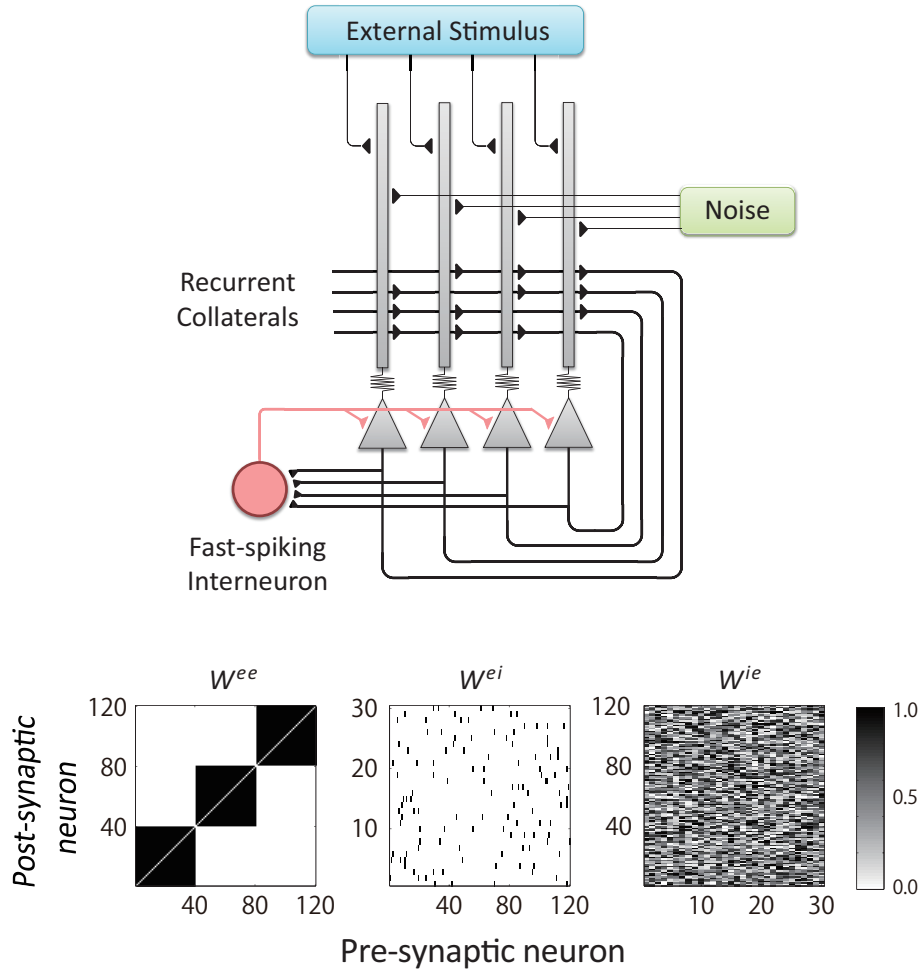 External Stimulus
Noise
Recurrent
Collaterals
Fast-spiking
Interneuron
W^ee
W^ei
W^ie
Post-synaptic
neuron
120
80
40
40 80 120
30
20
10
40 80 120
120
80
40
10 20 30
1.0
0.5
0.0
Pre-synaptic neuron